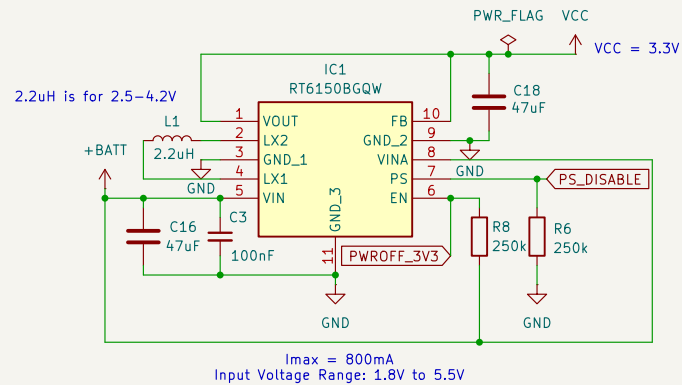 PWR_FLAG
VCC
VCC = 3.3V
IC1
RT6150BGQW
2.2uH is for 2.5-4.2V
C18
47uF
1
VOUT
FB
10
L1
2
LX2
GND_2
9
2.2uH
3
GND_1
VINA
8
+BATT
GND
GND
4
LX1
PS
7
PS_DISABLE
5
VIN
EN
6
GND_3
C16
47uF
C3
100nF
11
PWROFF_3V3
R8
250k
R6
250k
GND
GND
Imax = 800mA
Input Voltage Range: 1.8V to 5.5V